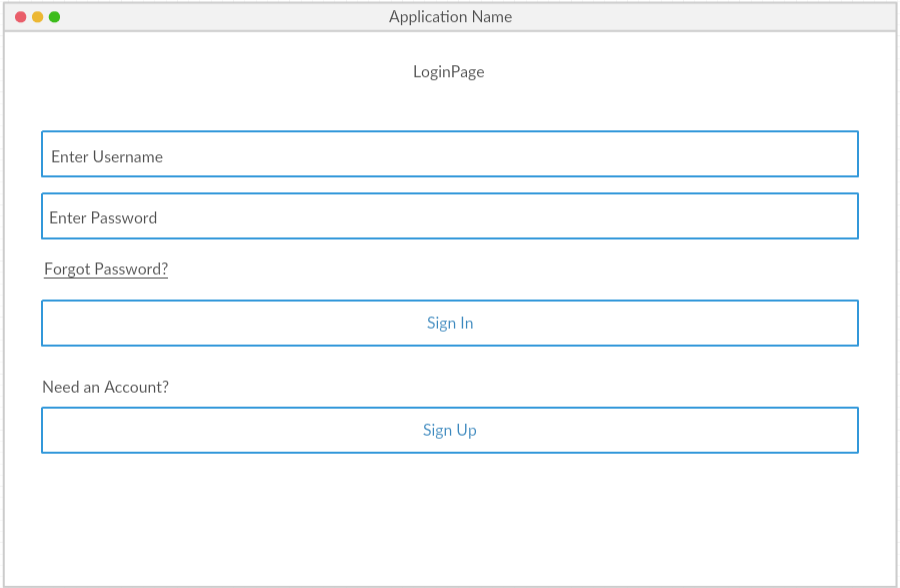 Application Name
LoginPage
Enter Username
Enter Password
Forgot Password?
Sign In
Need an Account?
Sign Up